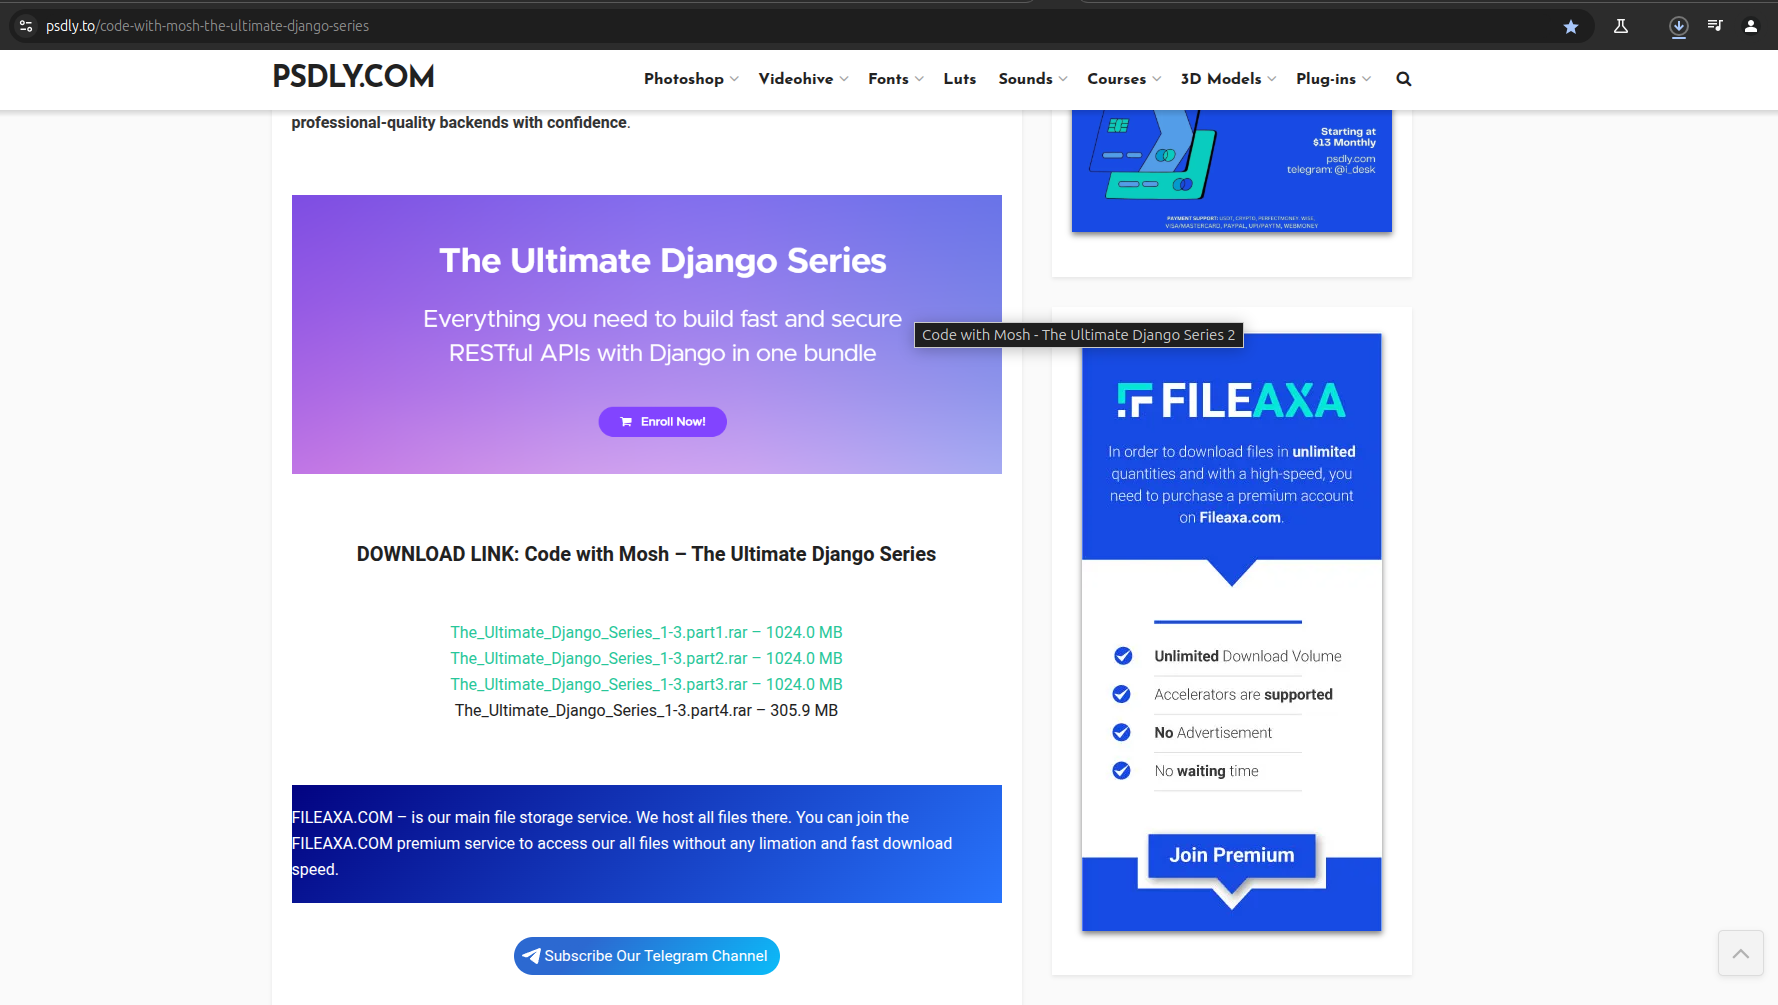 psdly.to/code-with-mosh-the-ultimate-django-series
PSDLY.COM
Photoshop Videohive Fonts Luts Sounds Courses 3D Models Plug-ins
professional-quality backends with confidence.
The Ultimate Django Series
Everything you need to build fast and secure
RESTful APIs with Django in one bundle
Enroll Now!
Code with Mosh - The Ultimate Django Series 2
DOWNLOAD LINK: Code with Mosh – The Ultimate Django Series
The_Ultimate_Django_Series_1-3.part1.rar – 1024.0 MB
The_Ultimate_Django_Series_1-3.part2.rar – 1024.0 MB
The_Ultimate_Django_Series_1-3.part3.rar – 1024.0 MB
The_Ultimate_Django_Series_1-3.part4.rar – 305.9 MB
FILEAXA.COM – is our main file storage service. We host all files there. You can join the
FILEAXA.COM premium service to access our all files without any limation and fast download
speed.
Subscribe Our Telegram Channel
Starting at
$13 Monthly
psdly.com
telegram: @i_desk
PAYMENT SUPPORT: USDT, CRYPTO, PERFECTMONEY, WISE,
VISA/MASTERCARD, PAYPAL, UPI/PAYTM, WEBMONEY
FILEAXA
In order to download files in unlimited
quantities and with a high-speed, you
need to purchase a premium account
on Fileaxa.com.
Unlimited Download Volume
Accelerators are supported
No Advertisement
No waiting time
Join Premium